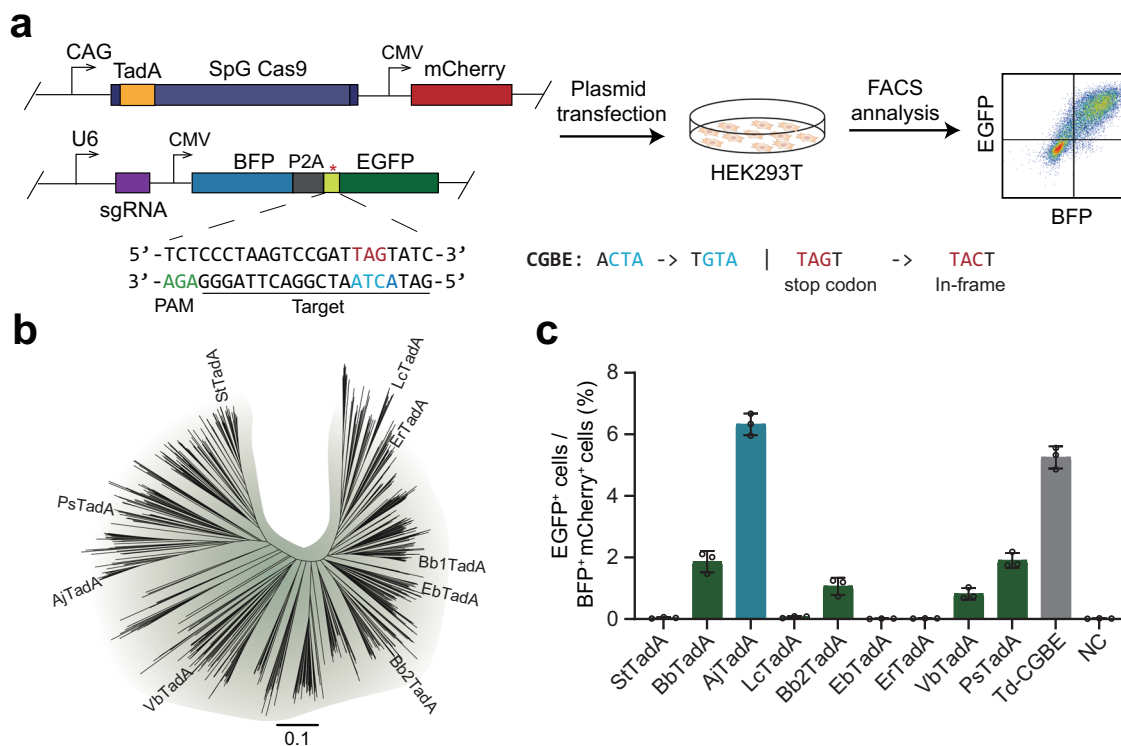 a
CAG
TadA
SpG Cas9
CMV
mCherry
U6
CMV
BFP
P2A
*
EGFP
sgRNA
5’-TCTCCCTAAGTCCGATTAGTATC-3’
3’-AGAGGGATTCAGGCTAATCATAG-5’
PAM
Target
Plasmid
transfection
HEK293T
FACS
annalysis
EGFP
BFP
CGBE: ACTA -> TGTA | TAGT -> TACT
stop codon
In-frame
b
StTadA
LcTadA
ErTadA
PsTadA
AjTadA
Bb1TadA
EbTadA
VbTadA
Bb2TadA
0.1
c
EGFP+ cells /
BFP+ mCherry+ cells (%)
8
6
4
2
0
StTadA
BbTadA
AjTadA
LcTadA
Bb2TadA
EbTadA
ErTadA
VbTadA
PsTadA
Td-CGBE
NC